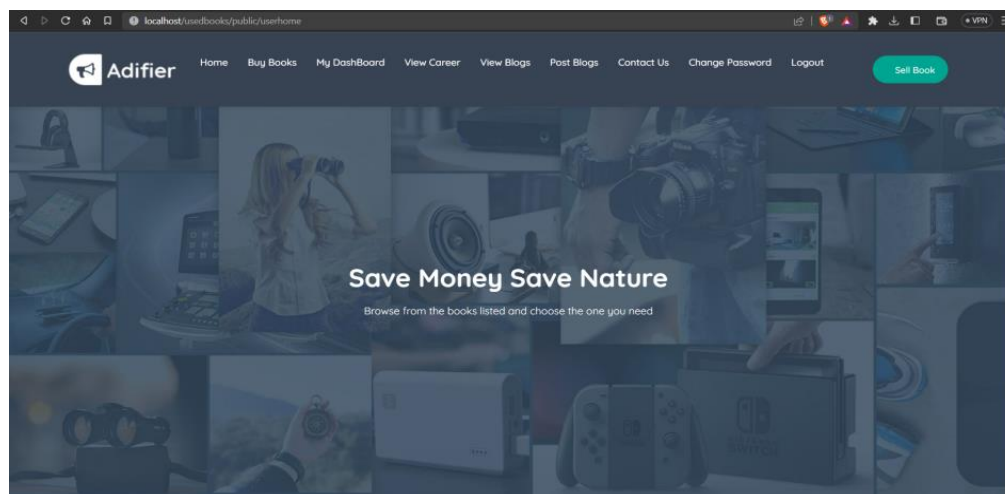 localhost/usedbooks/public/userhome
VPN
Adifier
Home Buy Books My DashBoard View Career View Blogs Post Blogs Contact Us Change Password Logout
Sell Book
Save Money Save Nature
Browse from the books listed and choose the one you need
SWITCH